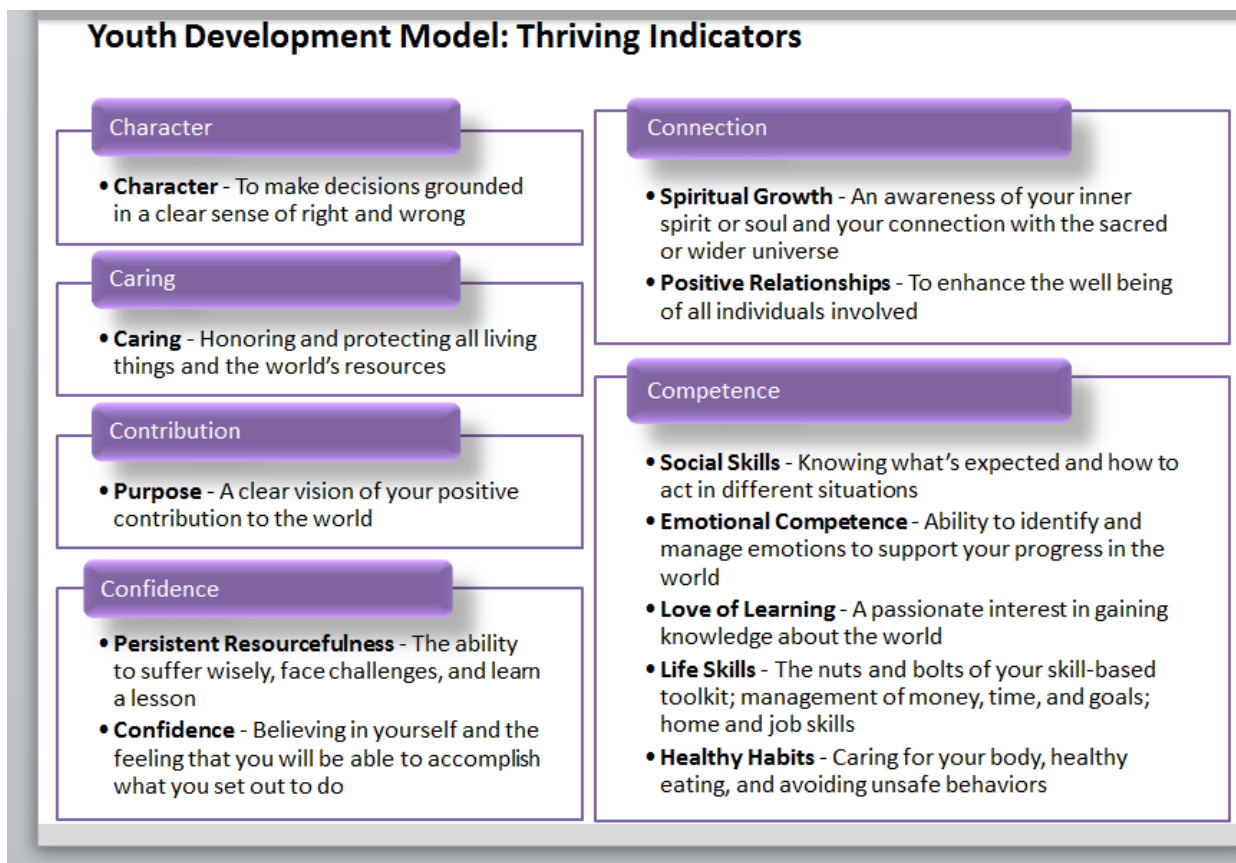 Youth Development Model: Thriving Indicators
Character
• Character - To make decisions grounded
in a clear sense of right and wrong
Caring
• Caring - Honoring and protecting all living
things and the world's resources
Contribution
• Purpose - A clear vision of your positive
contribution to the world
Confidence
• Persistent Resourcefulness - The ability
to suffer wisely, face challenges, and learn
a lesson
• Confidence - Believing in yourself and the
feeling that you will be able to accomplish
what you set out to do
Connection
• Spiritual Growth - An awareness of your inner
spirit or soul and your connection with the sacred
or wider universe
• Positive Relationships - To enhance the well being
of all individuals involved
Competence
• Social Skills - Knowing what's expected and how to
act in different situations
• Emotional Competence - Ability to identify and
manage emotions to support your progress in the
world
• Love of Learning - A passionate interest in gaining
knowledge about the world
• Life Skills - The nuts and bolts of your skill-based
toolkit; management of money, time, and goals;
home and job skills
• Healthy Habits - Caring for your body, healthy
eating, and avoiding unsafe behaviors